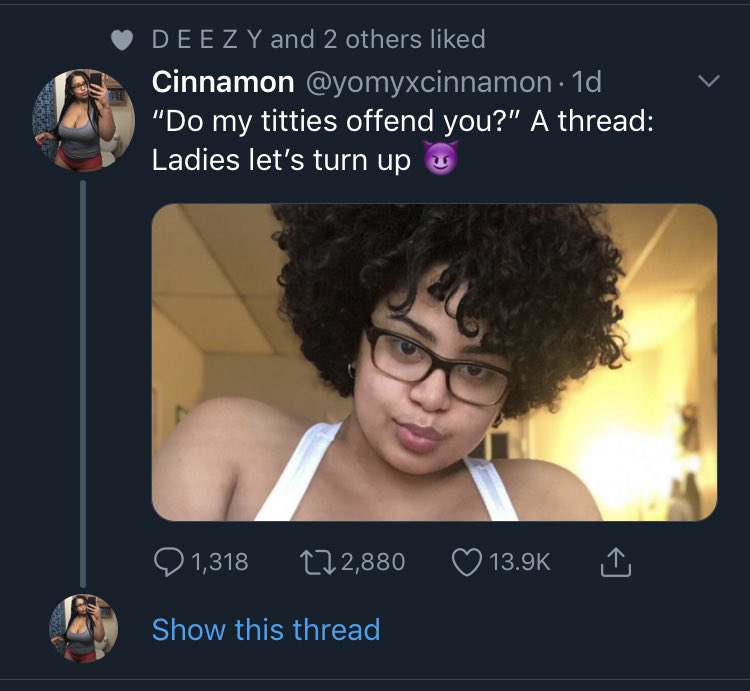 D E E Z Y and 2 others liked
Cinnamon @yomyxcinnamon · 1d
“Do my titties offend you?” A thread:
Ladies let’s turn up 😈
1,318 2,880 13.9K
Show this thread